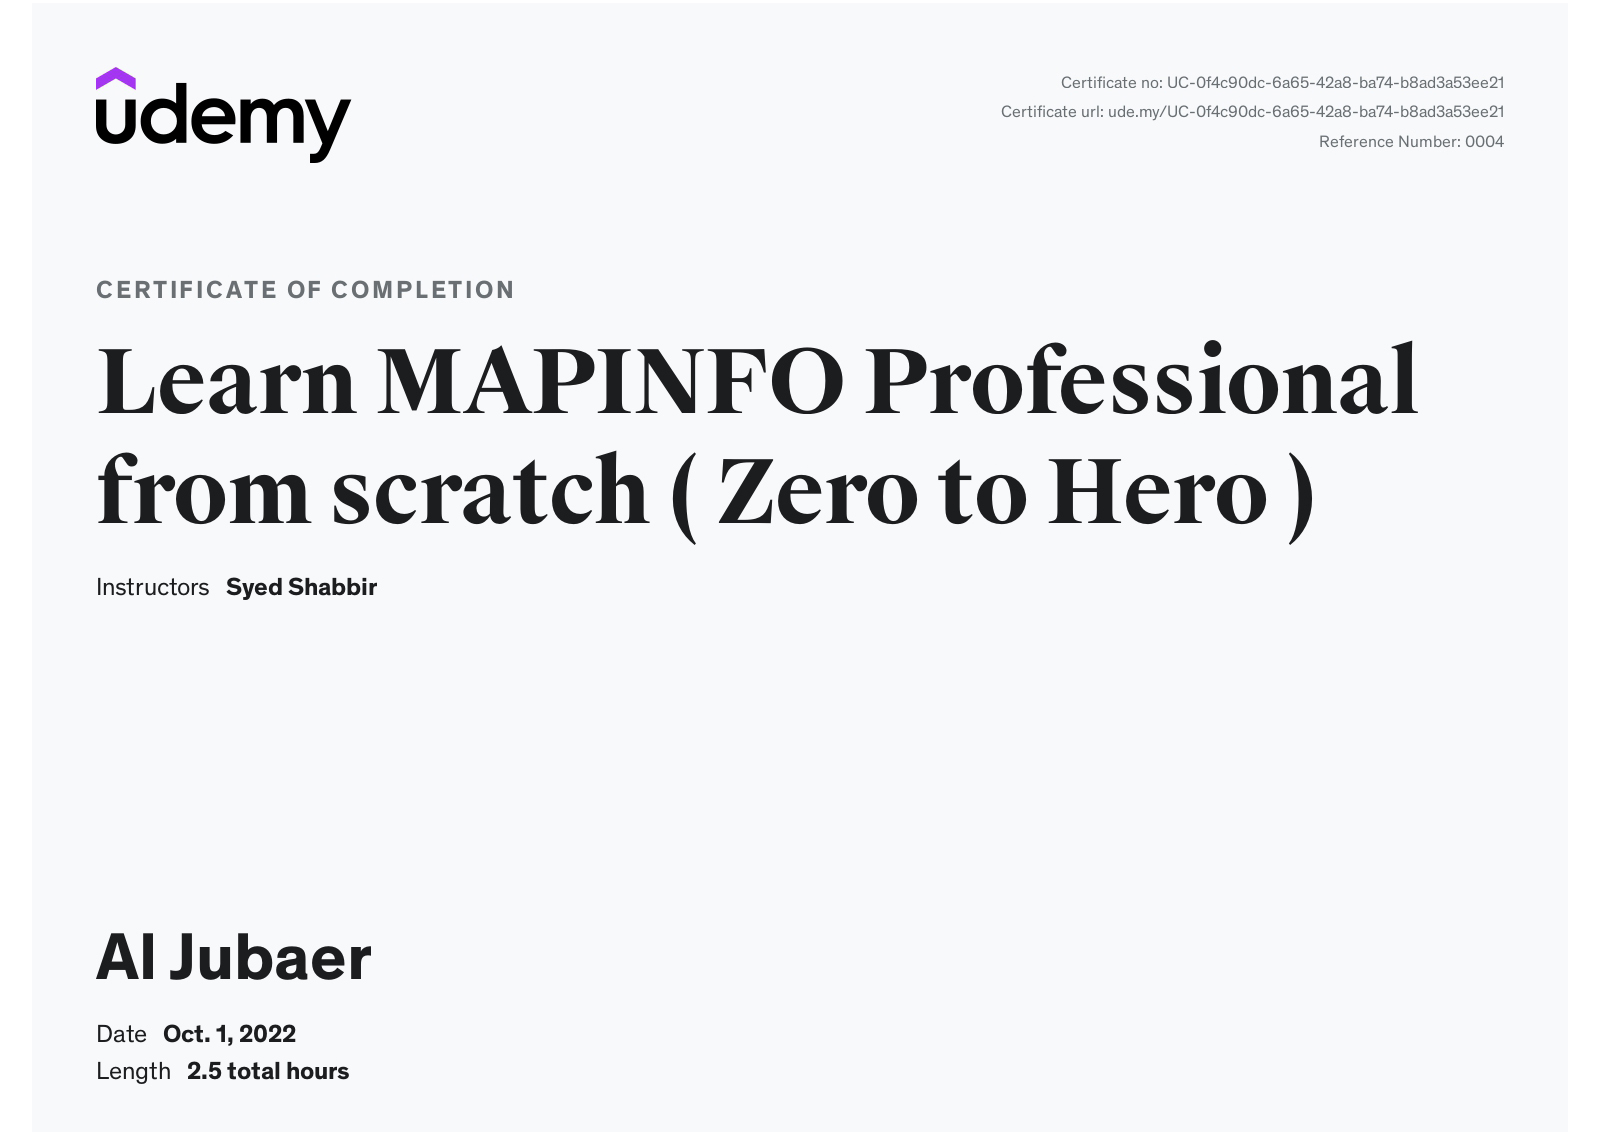 udemy
Certificate no: UC-0f4c90dc-6a65-42a8-ba74-b8ad3a53ee21
Certificate url: ude.my/UC-0f4c90dc-6a65-42a8-ba74-b8ad3a53ee21
Reference Number: 0004
CERTIFICATE OF COMPLETION
Learn MAPINFO Professional
from scratch ( Zero to Hero )
Instructors Syed Shabbir
Al Jubaer
Date Oct. 1, 2022
Length 2.5 total hours